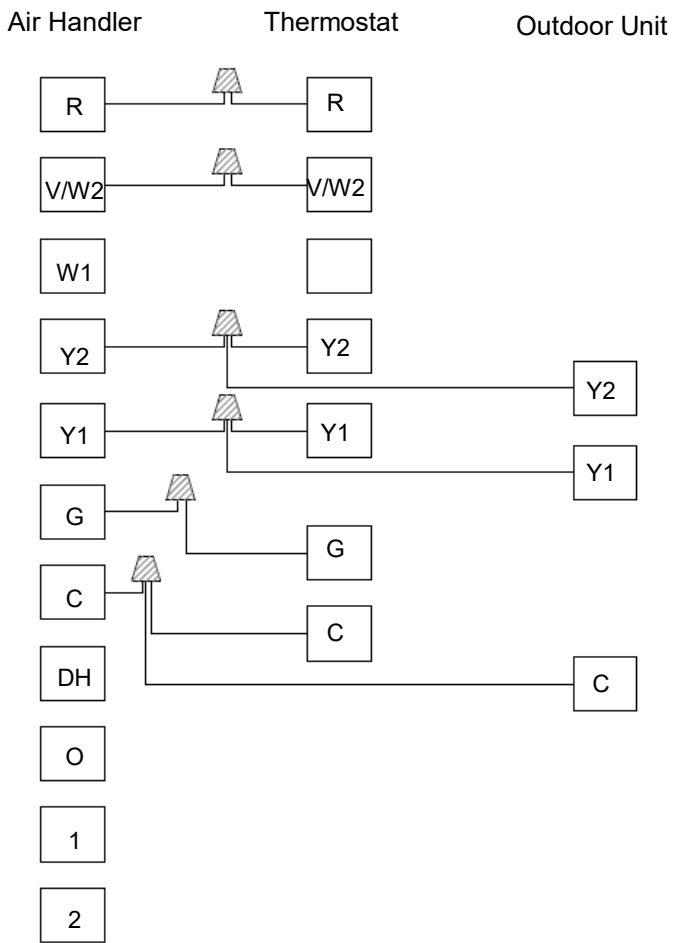 Air Handler Thermostat Outdoor Unit
R R
V/W2 V/W2
W1
Y2 Y2
Y2
Y1 Y1
Y1
G
G
C
C
DH C
O
1
2